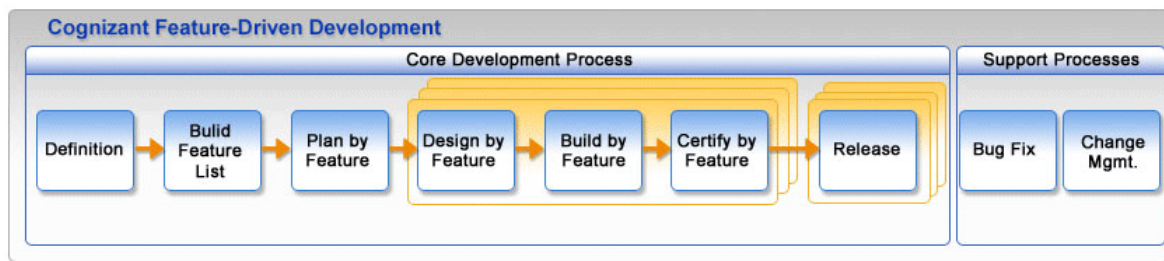 Cognizant Feature-Driven Development
Core Development Process
Support Processes
Definition
Bulid
Feature
List
Plan by
Feature
Design by
Feature
Build by
Feature
Certify by
Feature
Release
Bug Fix
Change
Mgmt.